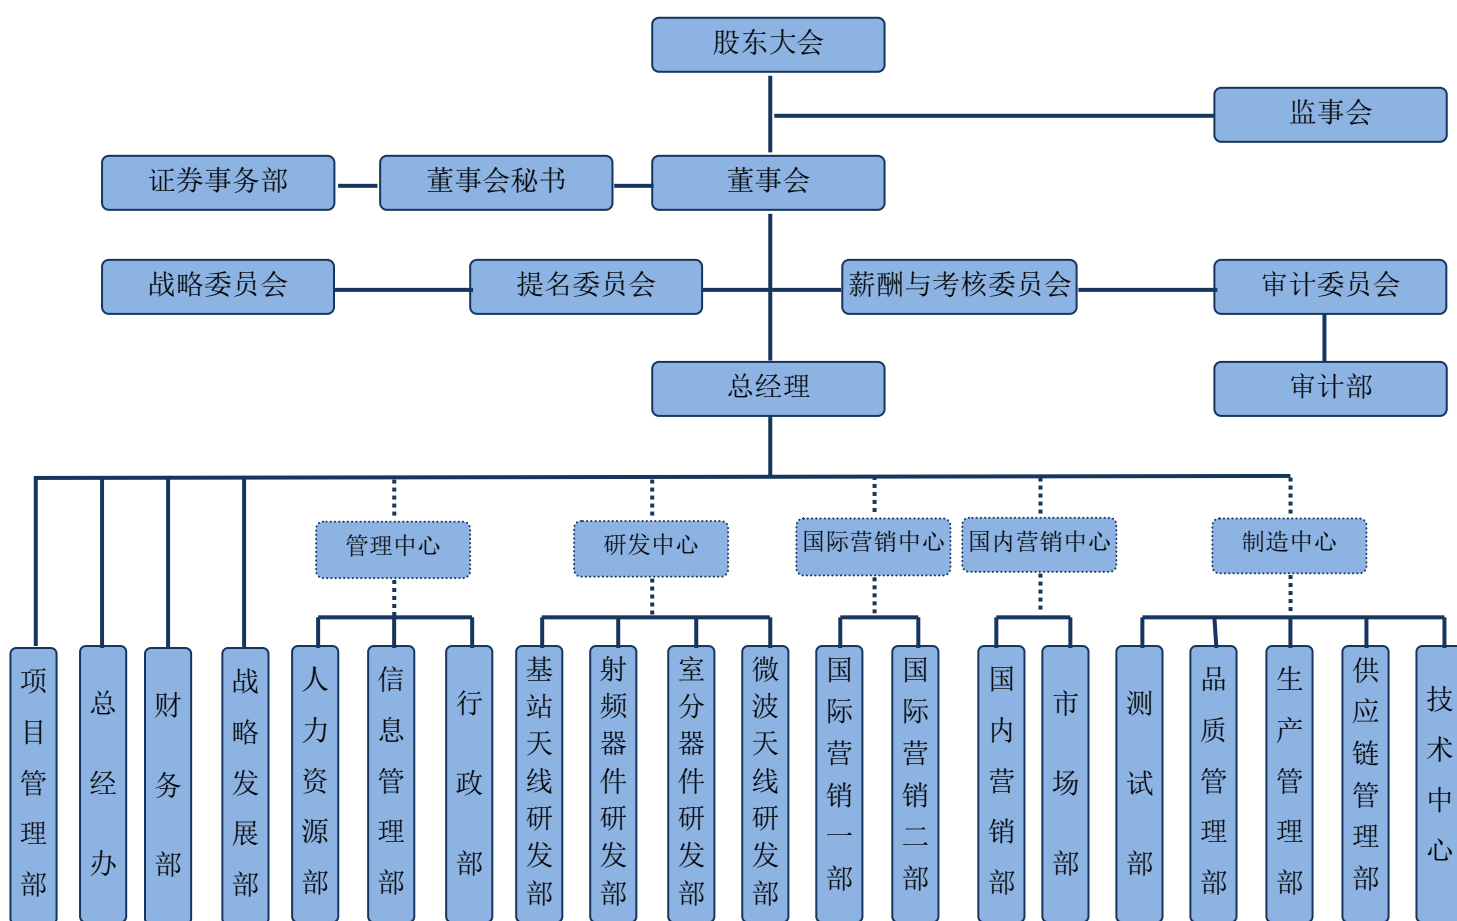 股东大会
监事会
证券事务部
董事会秘书
董事会
战略委员会
提名委员会
薪酬与考核委员会
审计委员会
总经理
审计部
管理中心
研发中心
国际营销中心
国内营销中心
制造中心
项目管理部
总经办
财务部
战略发展部
人力资源部
信息管理部
行政部
基站天线研发部
射频器件研发部
室分器件研发部
微波天线研发部
国际营销一部
国际营销二部
国内营销部
市场部
测试部
品质管理部
生产管理部
供应链管理部
技术中心